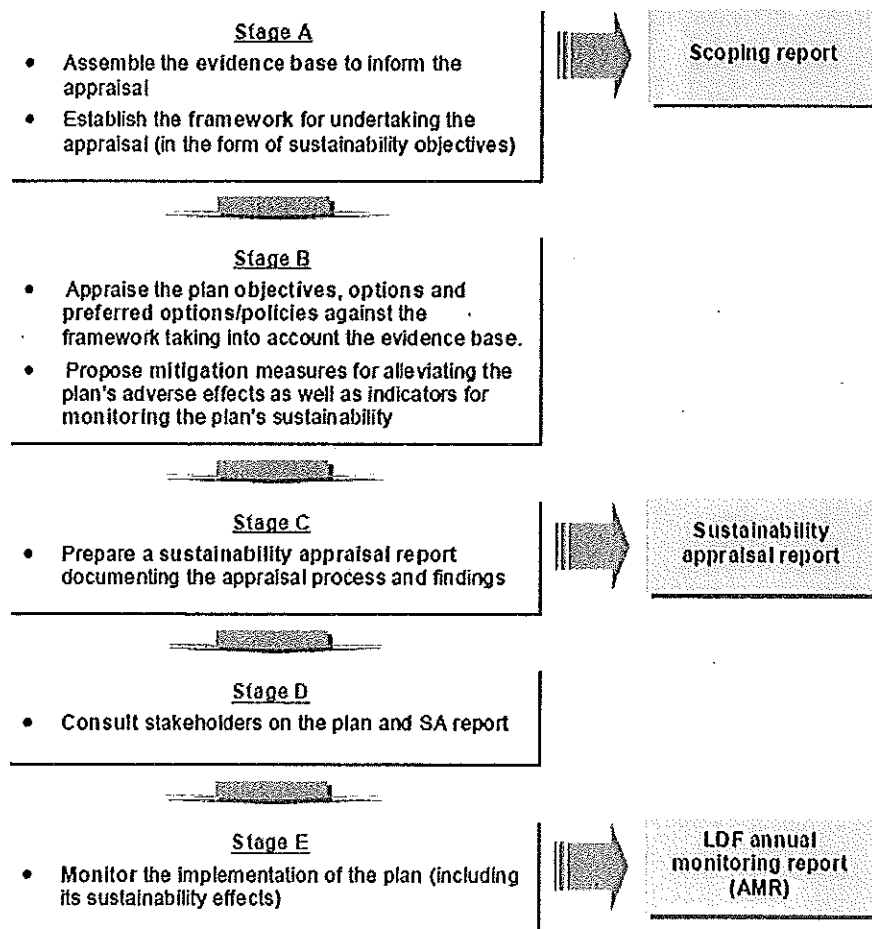 Stage A
• Assemble the evidence base to inform the
appraisal
• Establish the framework for undertaking the
appraisal (in the form of sustainability objectives)
Scoping report
Stage B
• Appraise the plan objectives, options and
preferred options/policies against the
framework taking into account the evidence base.
• Propose mitigation measures for alleviating the
plan's adverse effects as well as indicators for
monitoring the plan's sustainability
Stage C
• Prepare a sustainability appraisal report
documenting the appraisal process and findings
Sustainability
appraisal report
Stage D
• Consult stakeholders on the plan and SA report
Stage E
• Monitor the implementation of the plan (including
its sustainability effects)
LDF annual
monitoring report
(AMR)